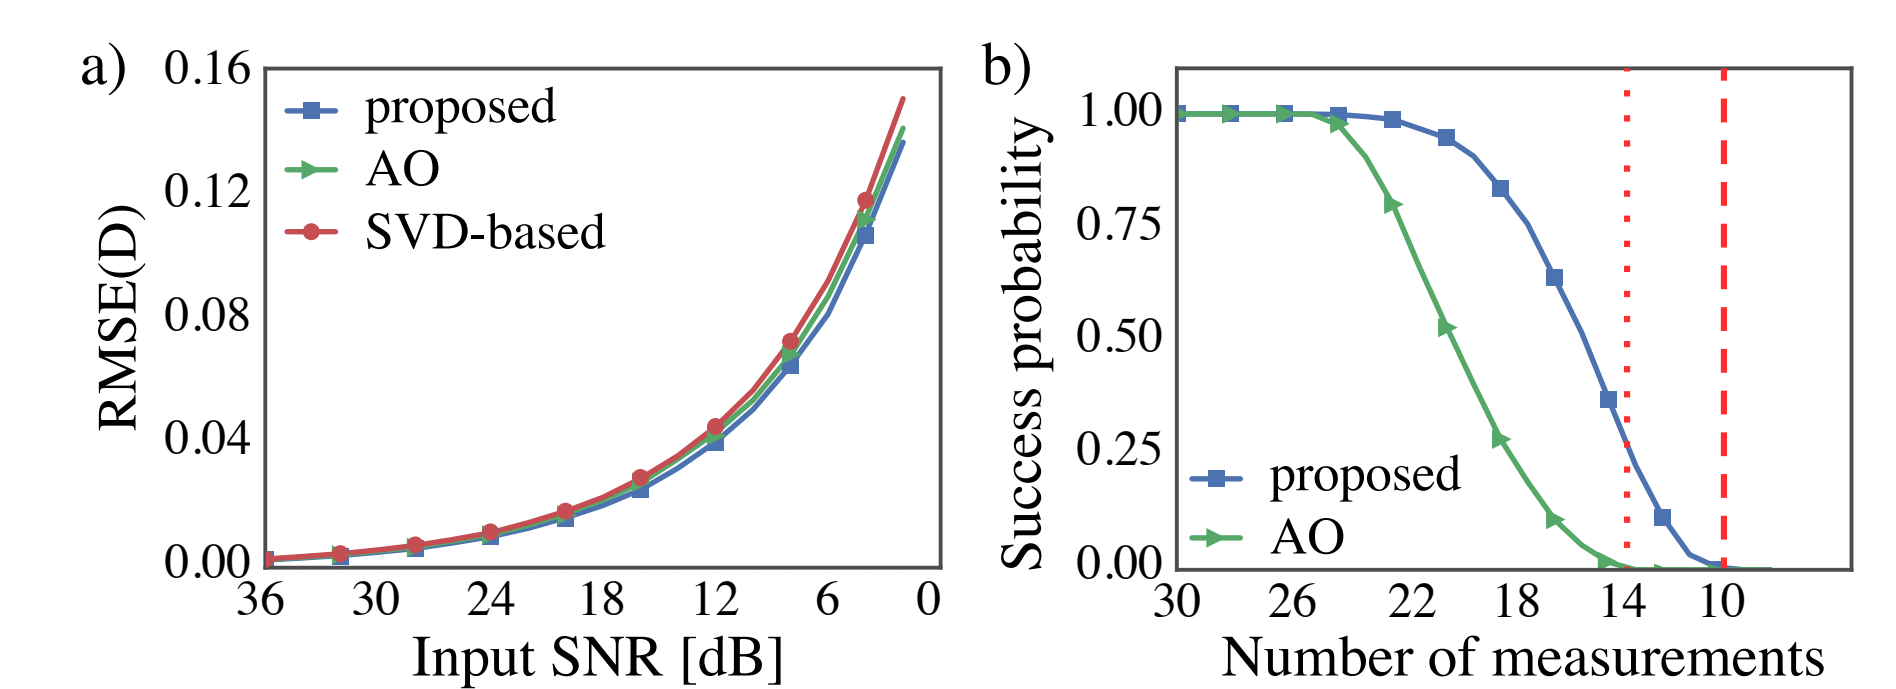 a)
0.16
0.12
0.08
0.04
0.00
RMSE(D)
proposed
AO
SVD-based
36 30 24 18 12 6 0
Input SNR [dB]
b)
1.00
0.75
0.50
0.25
0.00
Success probability
proposed
AO
30 26 22 18 14 10
Number of measurements